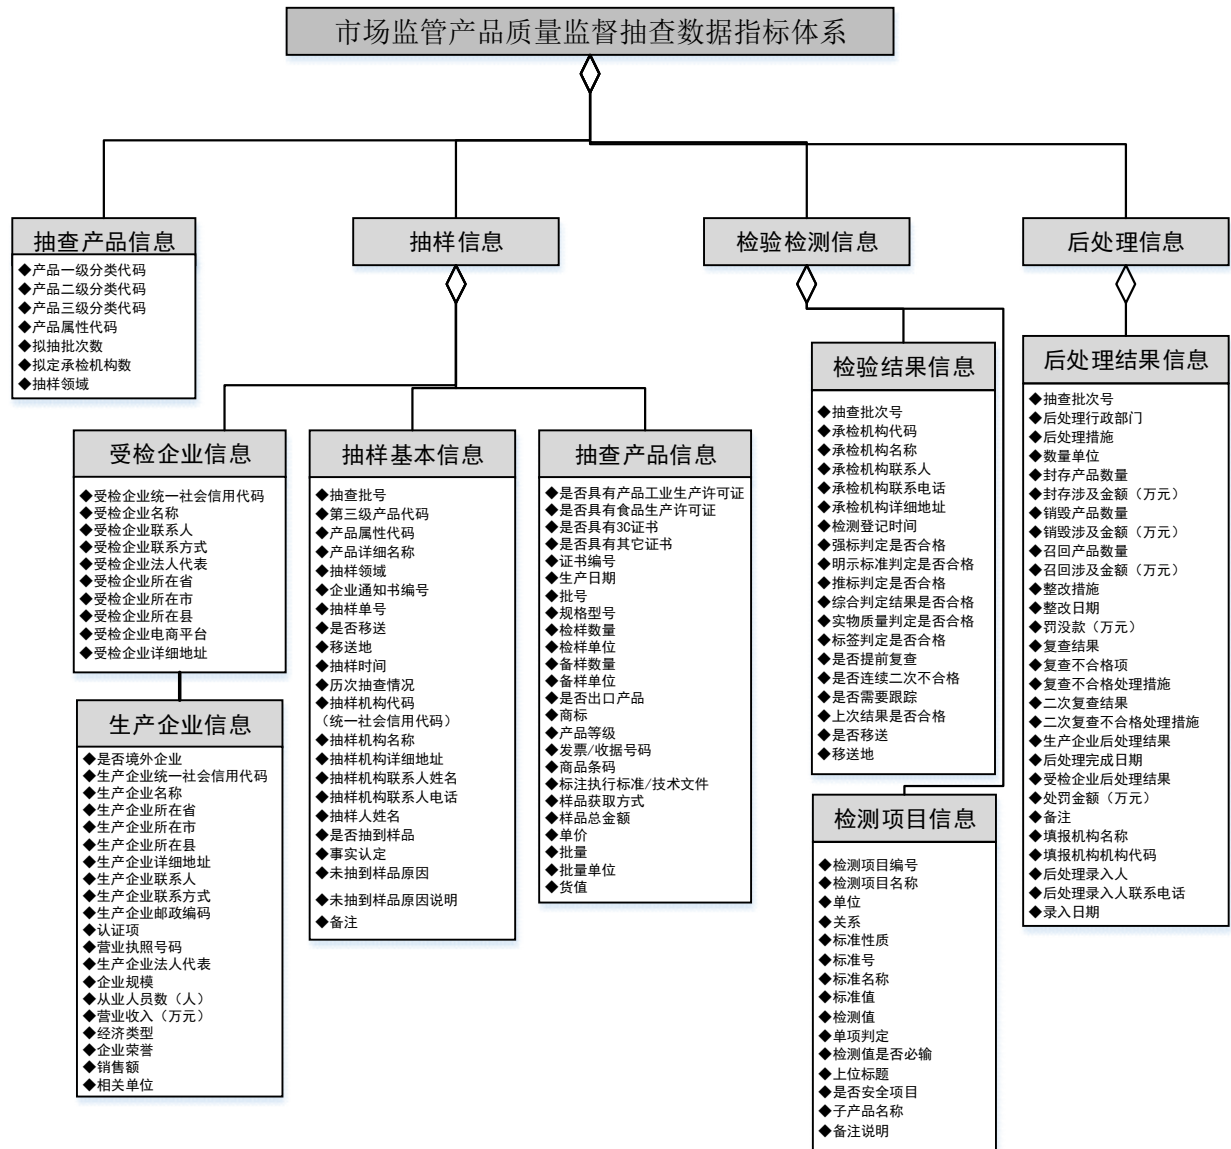 市场监管产品质量监督抽查数据指标体系
抽查产品信息
◆产品一级分类代码
◆产品二级分类代码
◆产品三级分类代码
◆产品属性代码
◆拟抽批次数
◆拟定承检机构数
◆抽样领域
抽样信息
受检企业信息
◆受检企业统一社会信用代码
◆受检企业名称
◆受检企业联系人
◆受检企业联系方式
◆受检企业法人代表
◆受检企业所在省
◆受检企业所在市
◆受检企业所在县
◆受检企业电商平台
◆受检企业详细地址
生产企业信息
◆是否境外企业
◆生产企业统一社会信用代码
◆生产企业名称
◆生产企业所在省
◆生产企业所在市
◆生产企业所在县
◆生产企业详细地址
◆生产企业联系人
◆生产企业联系方式
◆生产企业邮政编码
◆认证项
◆营业执照号码
◆生产企业法人代表
◆企业规模
◆从业人员数（人）
◆营业收入（万元）
◆经济类型
◆企业荣誉
◆销售额
◆相关单位
抽样基本信息
◆抽查批号
◆第三级产品代码
◆产品属性代码
◆产品详细名称
◆抽样领域
◆企业通知书编号
◆抽样单号
◆是否移送
◆移送地
◆抽样时间
◆历次抽查情况
◆抽样机构代码
（统一社会信用代码）
◆抽样机构名称
◆抽样机构详细地址
◆抽样机构联系人姓名
◆抽样机构联系人电话
◆抽样人姓名
◆是否抽到样品
◆事实认定
◆未抽到样品原因
◆未抽到样品原因说明
◆备注
抽查产品信息
◆是否具有产品工业生产许可证
◆是否具有食品生产许可证
◆是否具有3C证书
◆是否具有其它证书
◆证书编号
◆生产日期
◆批号
◆规格型号
◆检样数量
◆检样单位
◆备样数量
◆备样单位
◆是否出口产品
◆商标
◆产品等级
◆发票/收据号码
◆商品条码
◆标注执行标准/技术文件
◆样品获取方式
◆样品总金额
◆单价
◆批量
◆批量单位
◆货值
检验检测信息
检验结果信息
◆抽查批次号
◆承检机构代码
◆承检机构名称
◆承检机构联系人
◆承检机构联系电话
◆承检机构详细地址
◆检测登记时间
◆强标判定是否合格
◆明示标准判定是否合格
◆推标判定是否合格
◆综合判定结果是否合格
◆实物质量判定是否合格
◆标签判定是否合格
◆是否提前复查
◆是否连续二次不合格
◆是否需要跟踪
◆上次结果是否合格
◆是否移送
◆移送地
检测项目信息
◆检测项目编号
◆检测项目名称
◆单位
◆关系
◆标准性质
◆标准号
◆标准名称
◆标准值
◆检测值
◆单项判定
◆检测值是否必输
◆上位标题
◆是否安全项目
◆子产品名称
◆备注说明
后处理信息
后处理结果信息
◆抽查批次号
◆后处理行政部门
◆后处理措施
◆数量单位
◆封存产品数量
◆封存涉及金额（万元）
◆销毁产品数量
◆销毁涉及金额（万元）
◆召回产品数量
◆召回涉及金额（万元）
◆整改措施
◆整改日期
◆罚没款（万元）
◆复查结果
◆复查不合格项
◆复查不合格处理措施
◆二次复查结果
◆二次复查不合格处理措施
◆生产企业后处理结果
◆后处理完成日期
◆受检企业后处理结果
◆处罚金额（万元）
◆备注
◆填报机构名称
◆填报机构机构代码
◆后处理录入人
◆后处理录入人联系电话
◆录入日期